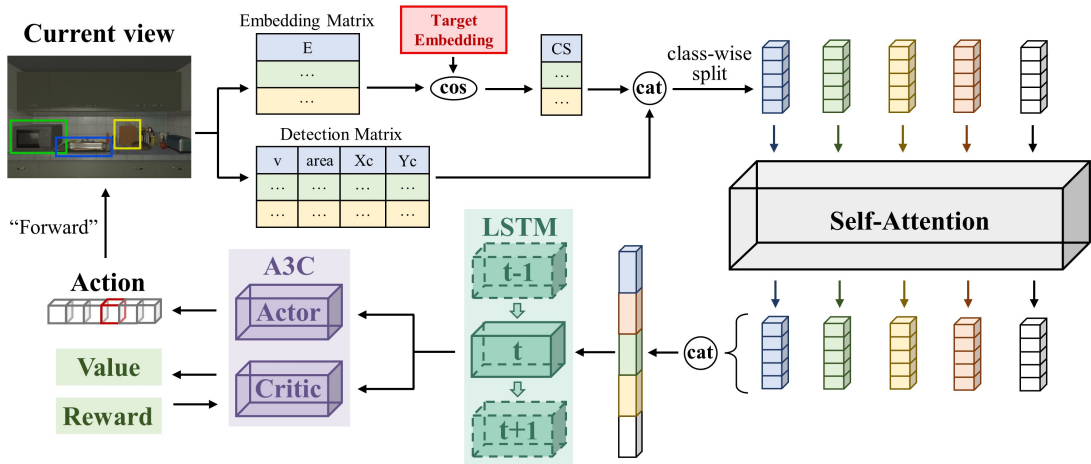 Current view
Embedding Matrix
E
...
...
Target
Embedding
cos
CS
...
...
cat
class-wise
split
Detection Matrix
v area Xc Yc
... ... ... ...
... ... ... ...
Self-Attention
"Forward"
Action
A3C
Actor
Critic
Value
Reward
LSTM
t-1
t
t+1
cat